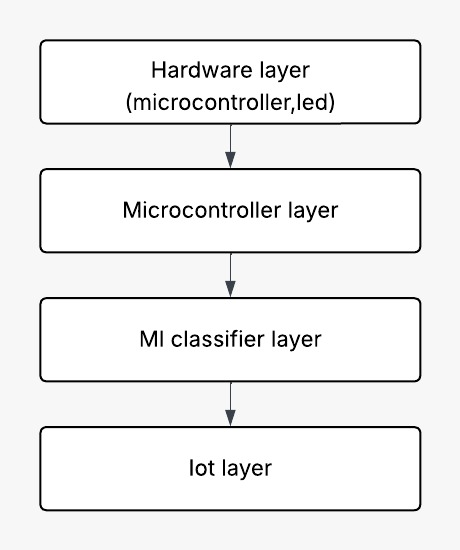 Hardware layer
(microcontroller,led)
Microcontroller layer
Ml classifier layer
Iot layer